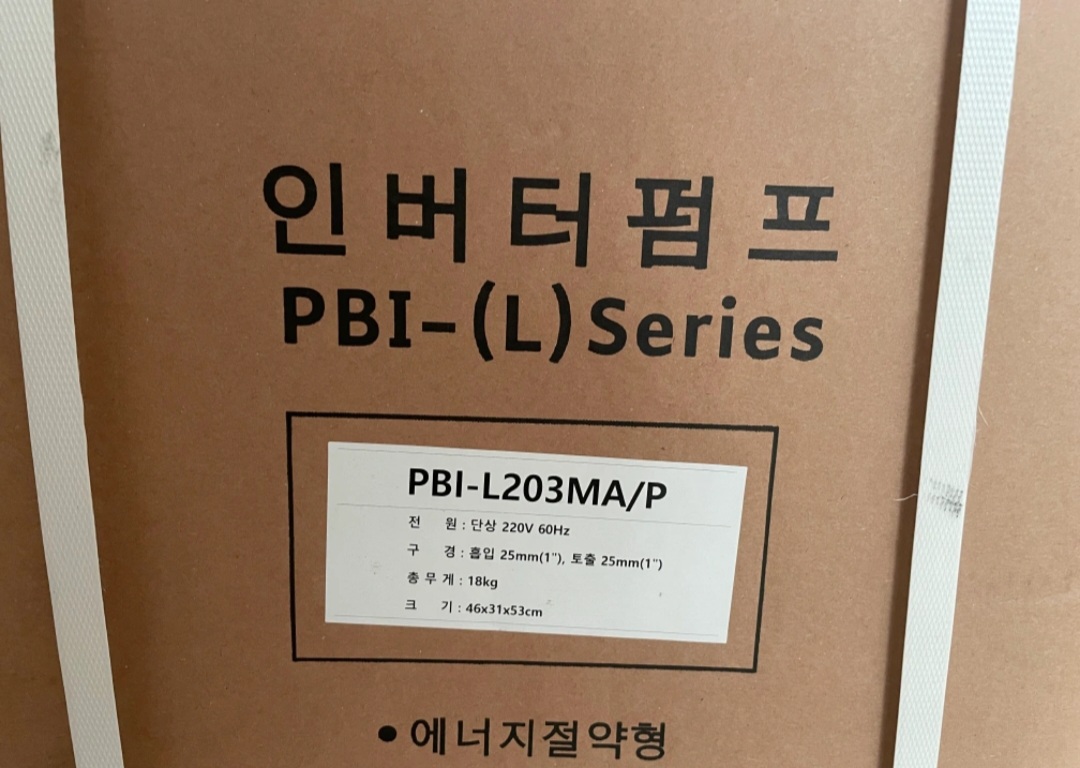 인버터펌프
PBI-(L)Series
PBI-L203MA/P
전 원 : 단상 220V 60Hz
구 경 : 흡입 25mm(1"), 토출 25mm(1")
총 무 게 : 18kg
크 기 : 46x31x53cm
• 에너지절약형